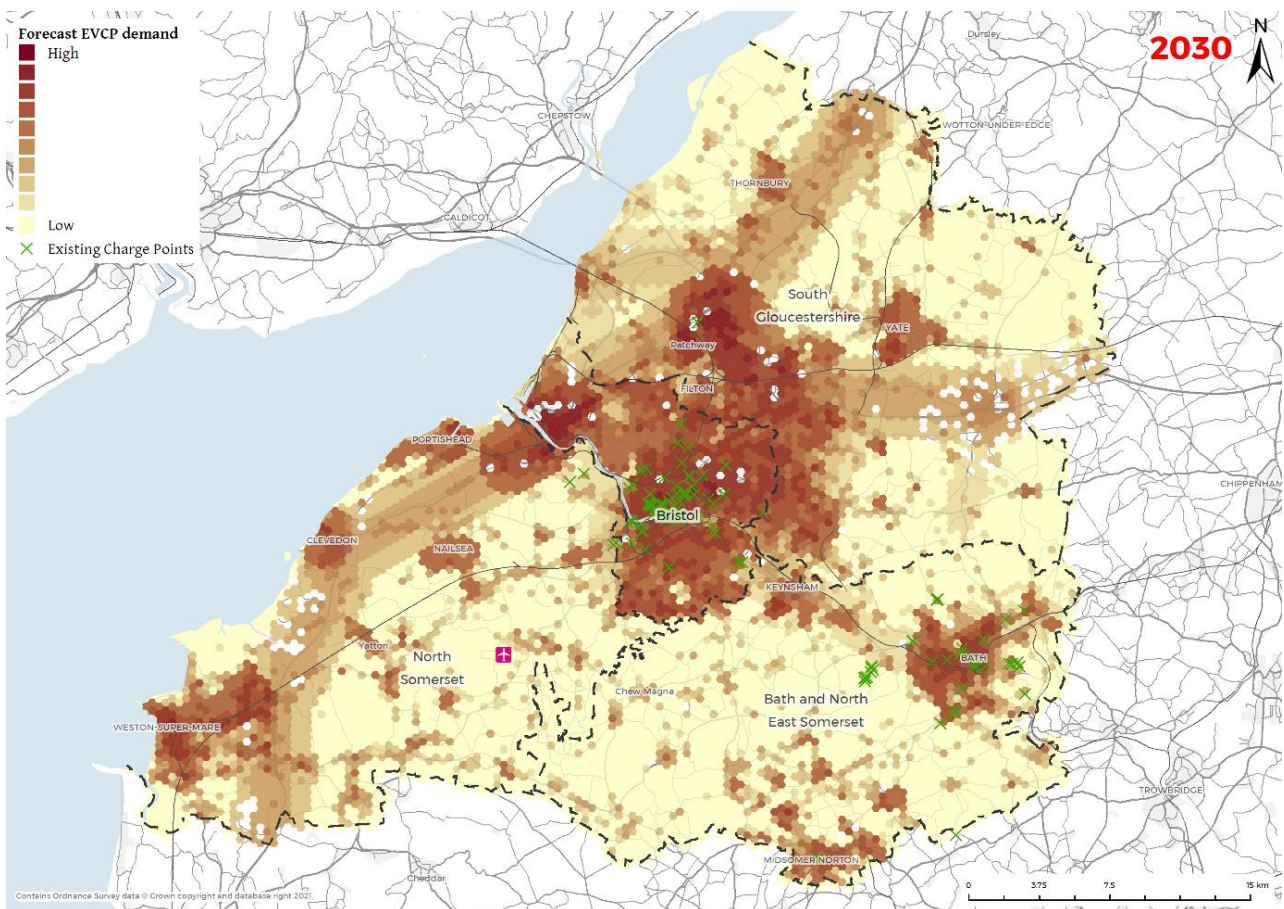 Forecast EVCP demand
High
Low
Existing Charge Points
2030
N
Dursley
CHEPSTOW
WOTTON-UNDER-EDGE
THORNBURY
CALDICOT
South
Gloucestershire
YATE
Patchway
FILTON
PORTISHEAD
CHIPPENHAM
Bristol
CLEVEDON
NAILSEA
KEYNSHAM
Yatton
North
Somerset
BATH
Chew Magna
Bath and North
East Somerset
WESTON-SUPER-MARE
TROWBRIDGE
MIDSOMER NORTON
Cheddar
0 3.75 7.5 15 km
Contains Ordnance Survey data © Crown copyright and database right 2021.